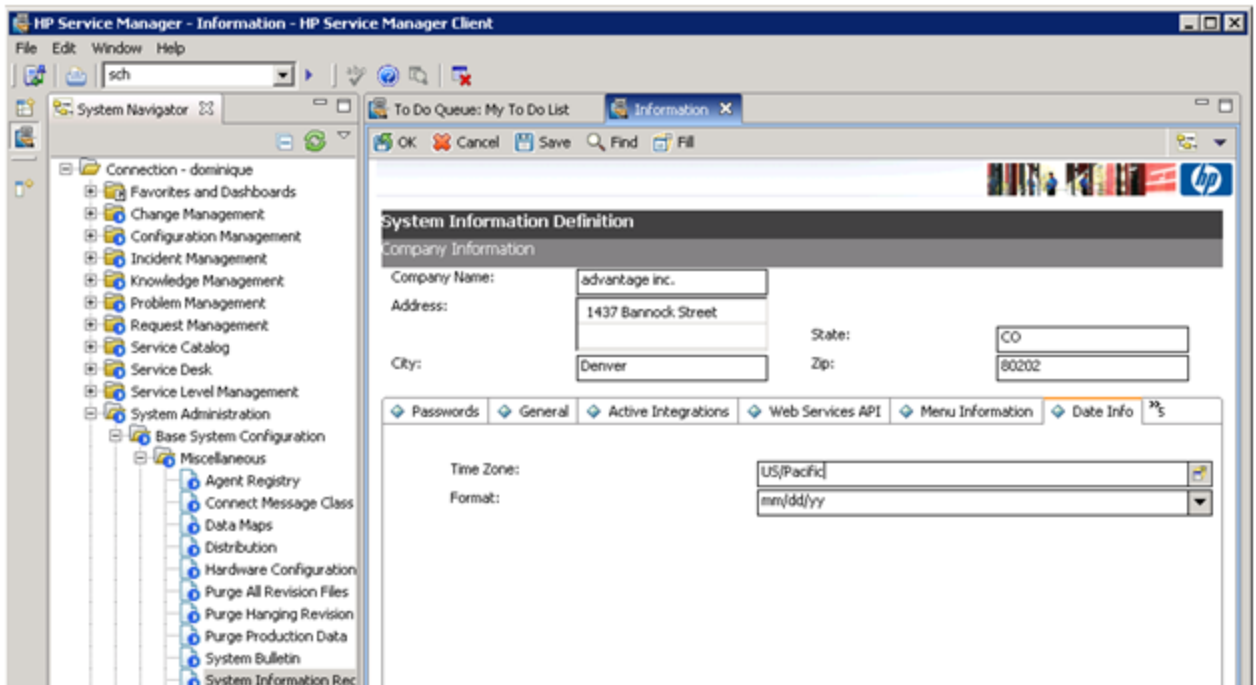 HP Service Manager - Information - HP Service Manager Client
File Edit Window Help
sch
System Navigator
To Do Queue: My To Do List
Information
OK Cancel Save Find Fill
Connection - dominique
Favorites and Dashboards
Change Management
Configuration Management
Incident Management
Knowledge Management
Problem Management
Request Management
Service Catalog
Service Desk
Service Level Management
System Administration
Base System Configuration
Miscellaneous
Agent Registry
Connect Message Class
Data Maps
Distribution
Hardware Configuration
Purge All Revision Files
Purge Hanging Revision
Purge Production Data
System Bulletin
System Information Rec
hp
System Information Definition
Company Information
Company Name: advantage inc.
Address: 1437 Bannock Street
State: CO
City: Denver
Zip: 80202
Passwords General Active Integrations Web Services API Menu Information Date Info »5
Time Zone: US/Pacific
Format: mm/dd/yy